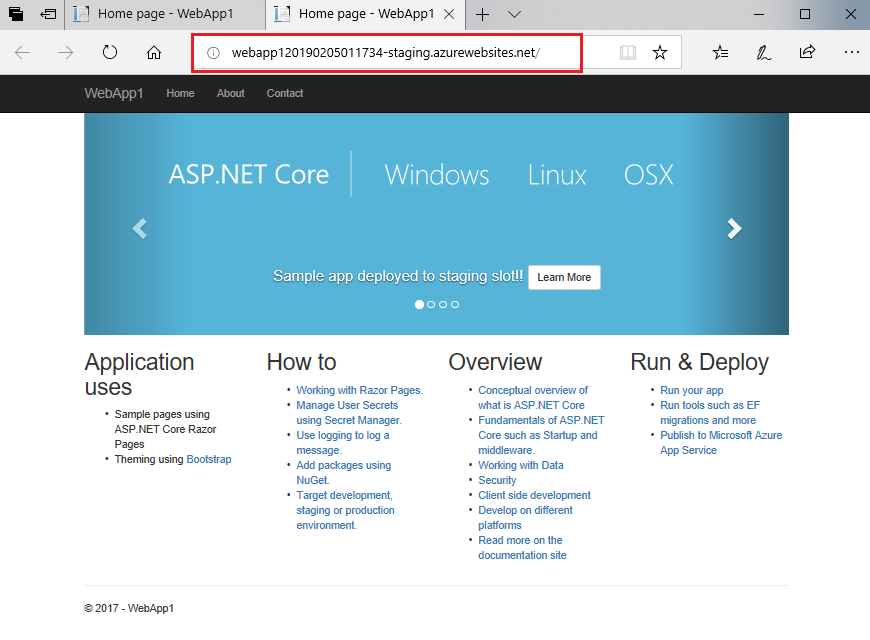 Home page - WebApp1
Home page - WebApp1
webapp120190205011734-staging.azurewebsites.net/
WebApp1 Home About Contact
ASP.NET Core Windows Linux OSX
Sample app deployed to staging slot!! Learn More
Application
uses
Sample pages using
ASP.NET Core Razor
Pages
Theming using Bootstrap
How to
Working with Razor Pages.
Manage User Secrets
using Secret Manager.
Use logging to log a
message.
Add packages using
NuGet.
Target development,
staging or production
environment.
Overview
Conceptual overview of
what is ASP.NET Core
Fundamentals of ASP.NET
Core such as Startup and
middleware.
Working with Data
Security
Client side development
Develop on different
platforms
Read more on the
documentation site
Run & Deploy
Run your app
Run tools such as EF
migrations and more
Publish to Microsoft Azure
App Service
© 2017 - WebApp1